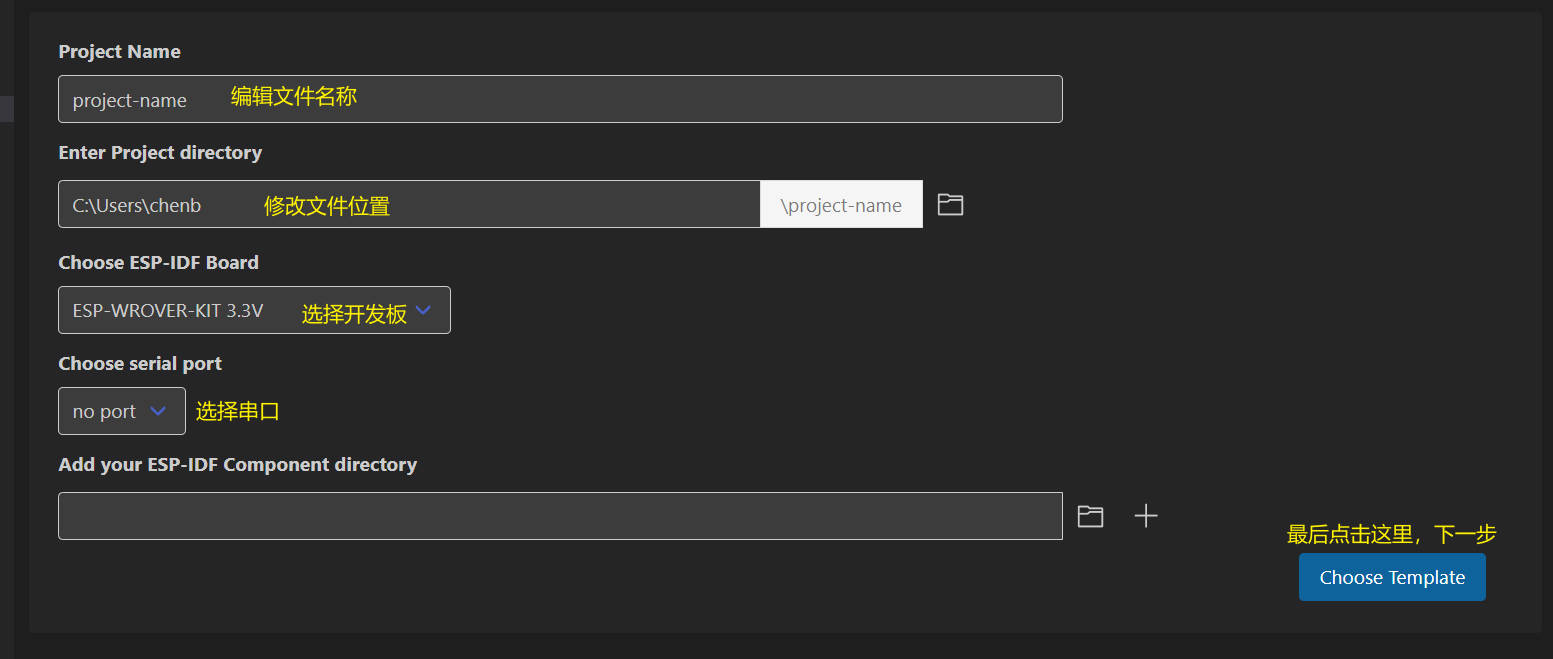 Project Name
project-name 编辑文件名称
Enter Project directory
C:\Users\chenb 修改文件位置 \project-name
Choose ESP-IDF Board
ESP-WROVER-KIT 3.3V 选择开发板
Choose serial port
no port 选择串口
Add your ESP-IDF Component directory
最后点击这里，下一步
Choose Template